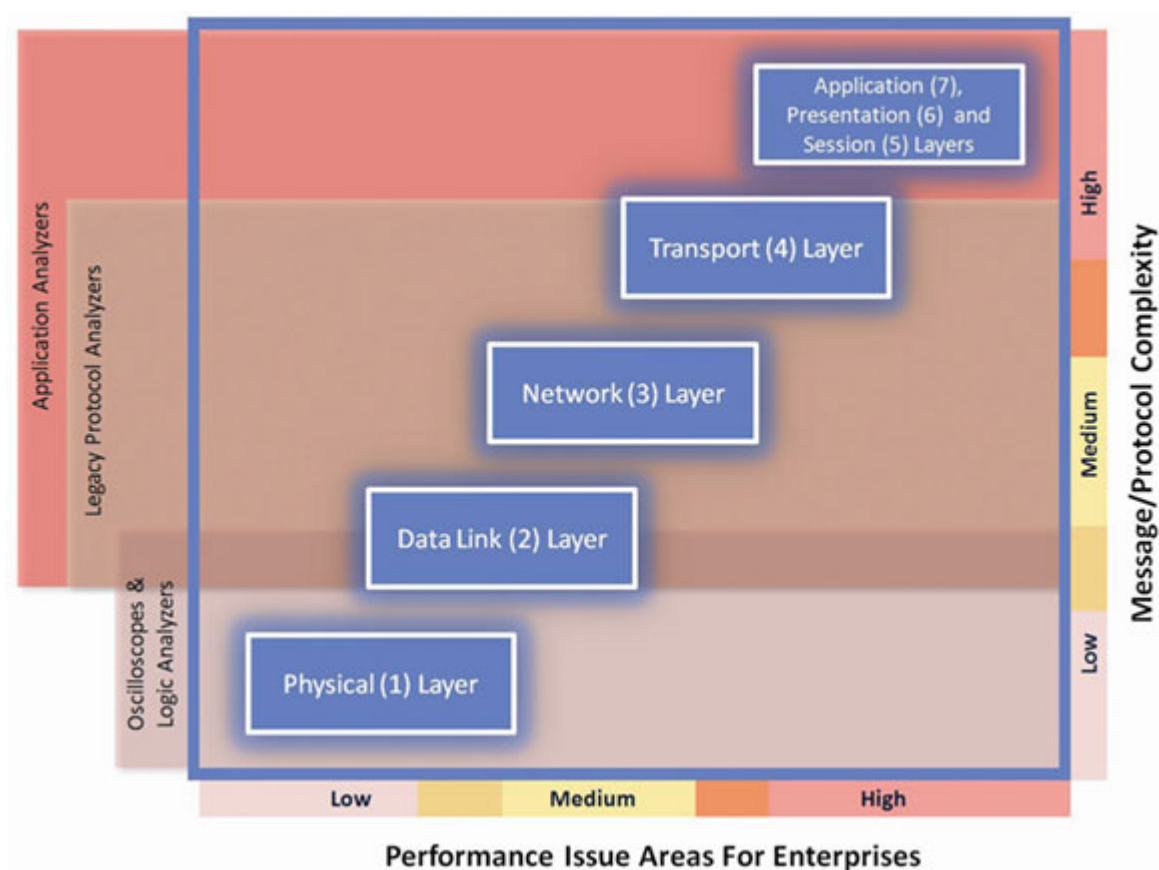 Application (7),
Presentation (6) and
Session (5) Layers
Transport (4) Layer
Network (3) Layer
Data Link (2) Layer
Physical (1) Layer
Application Analyzers
Legacy Protocol Analyzers
Oscilloscopes &
Logic Analyzers
High
Medium
Low
Message/Protocol Complexity
Low
Medium
High
Performance Issue Areas For Enterprises